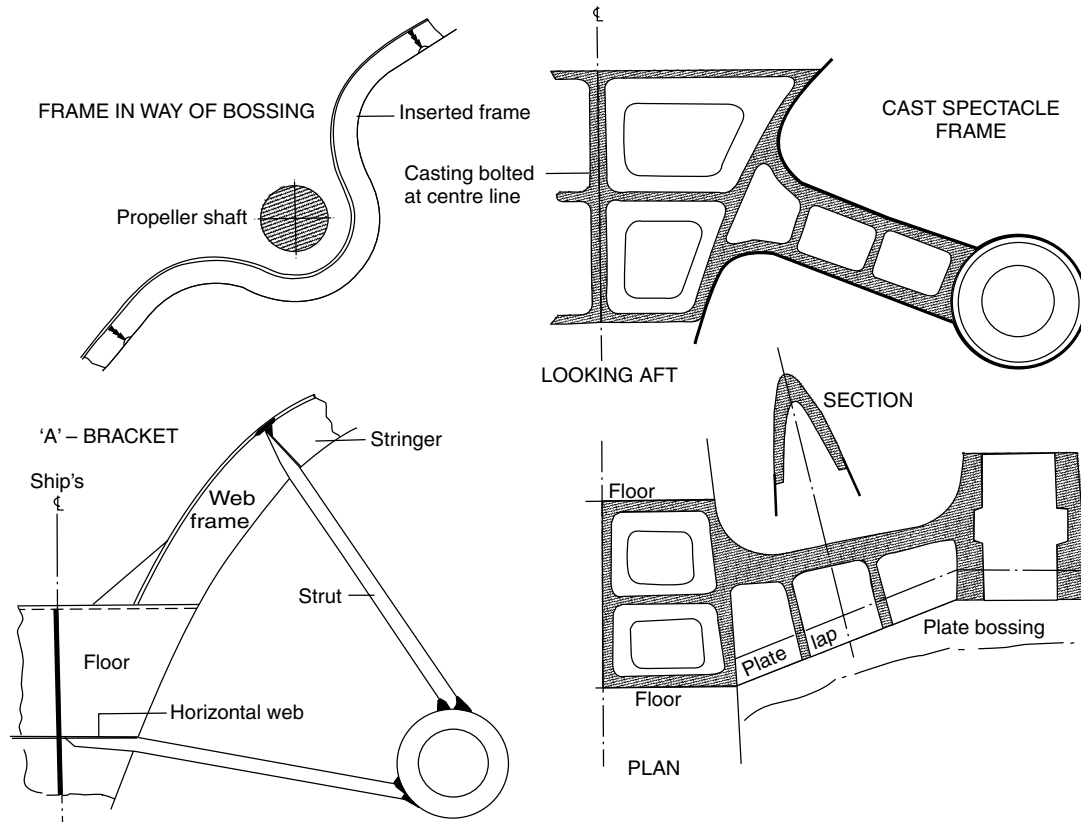 FRAME IN WAY OF BOSSING
Inserted frame
Propeller shaft
℄
CAST SPECTACLE
FRAME
Casting bolted
at centre line
LOOKING AFT
SECTION
'A' – BRACKET
Ship's
℄
Web
frame
Stringer
Strut
Floor
Horizontal web
Floor
Plate lap
Plate bossing
Floor
PLAN